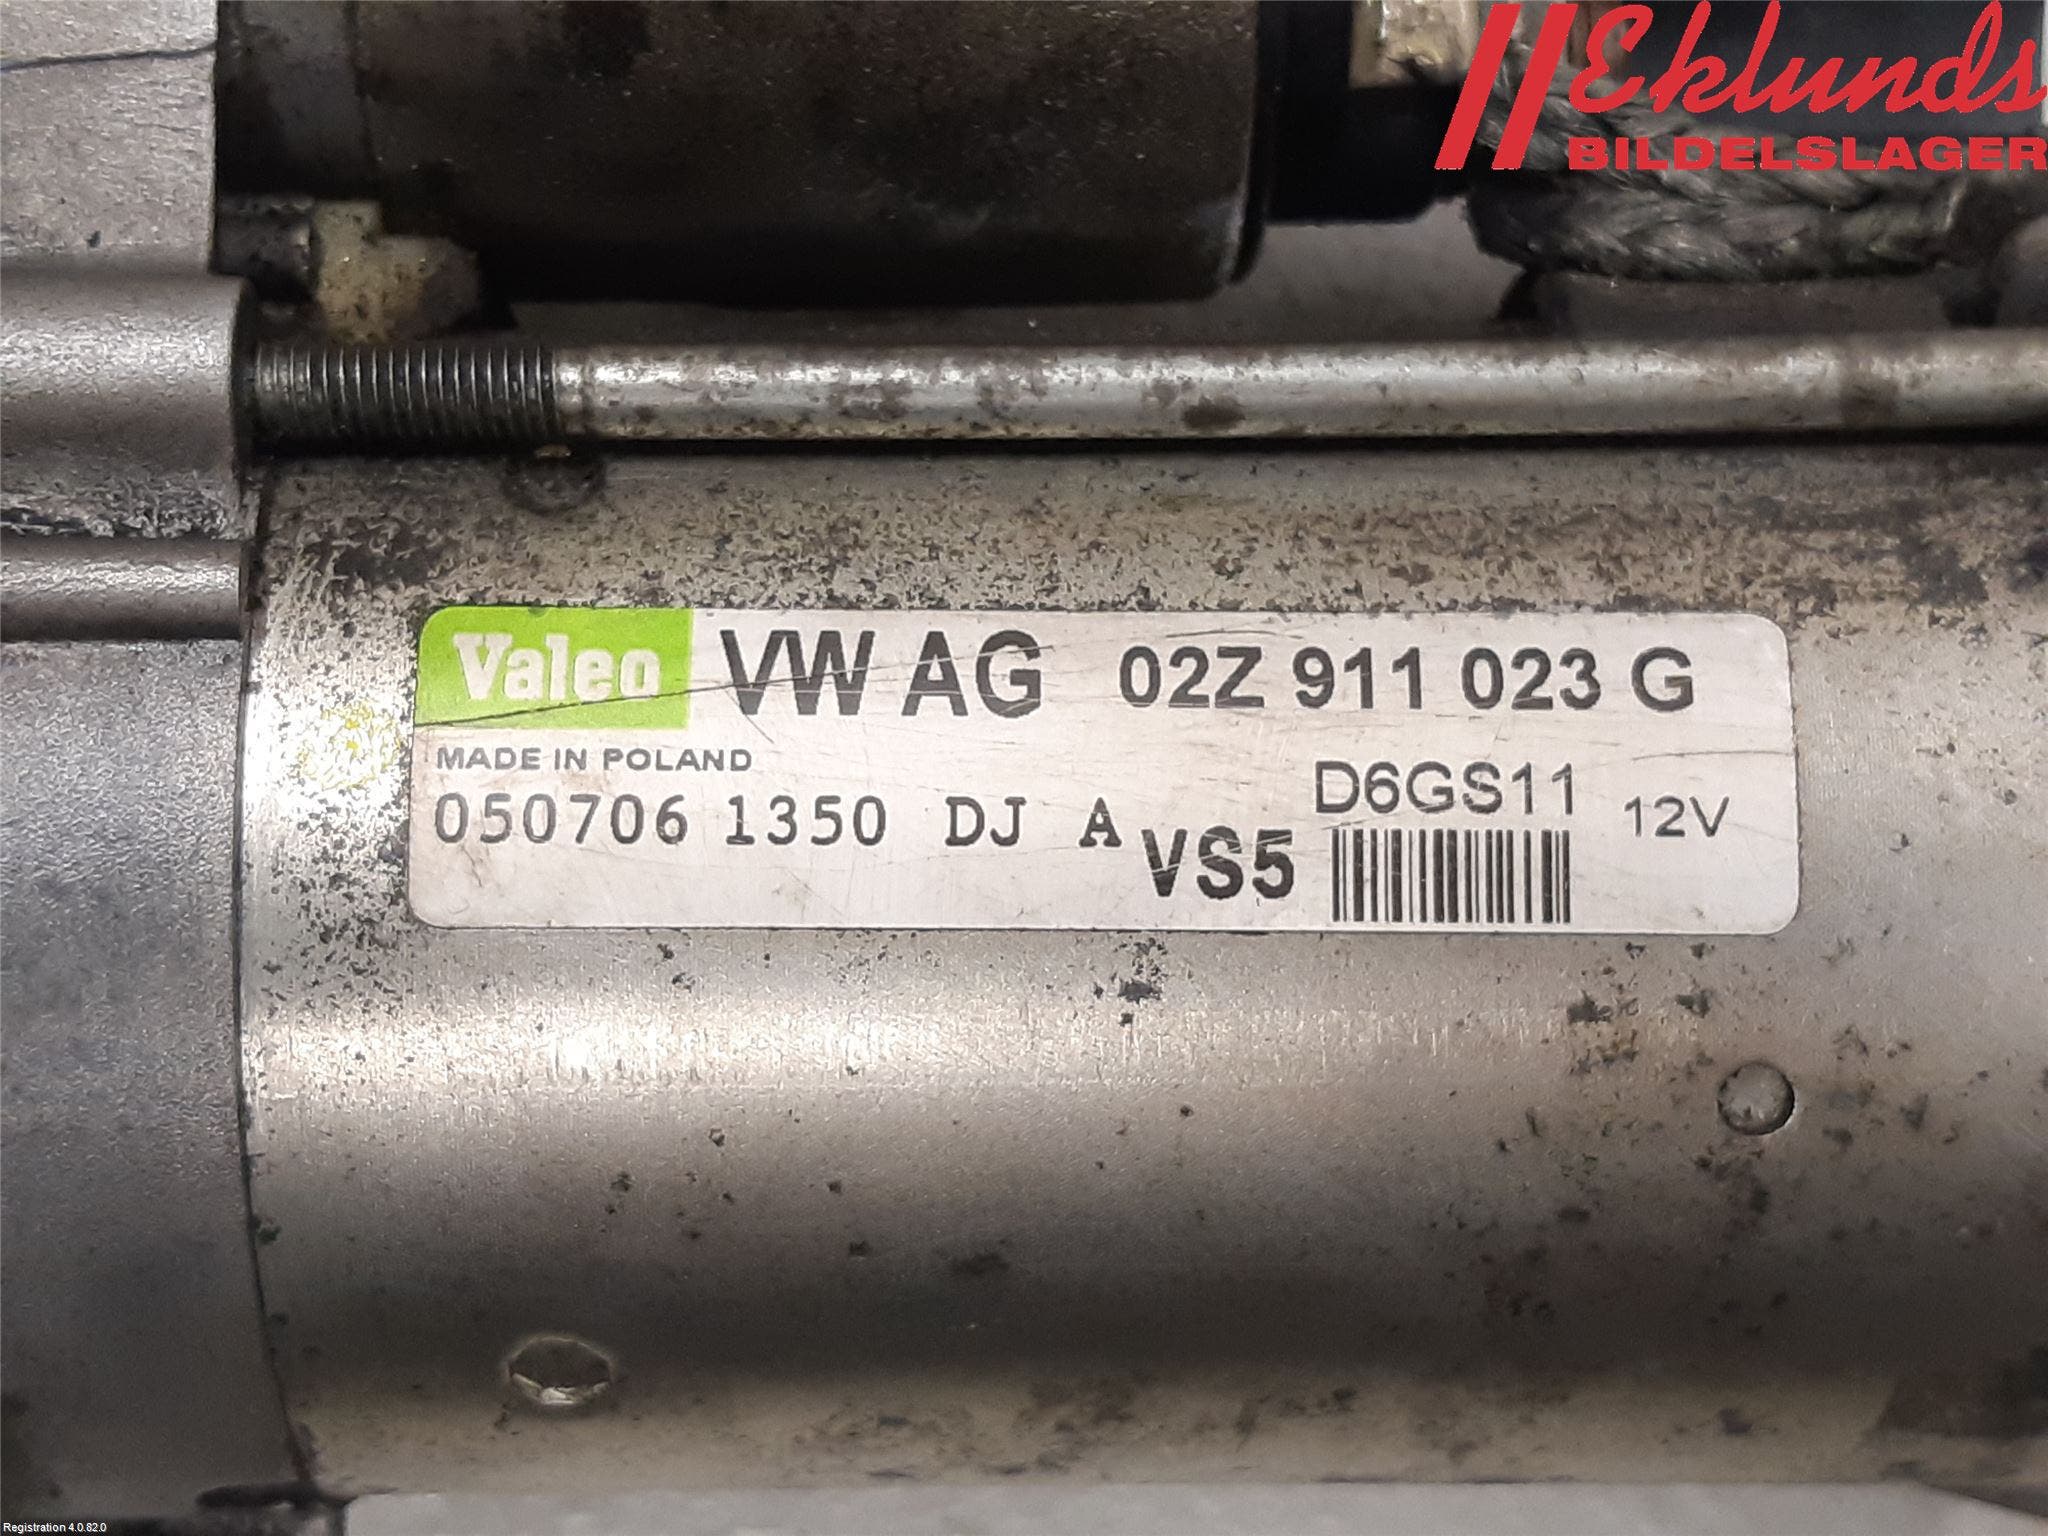 Eklunds
BILDELSLAGER
Valeo VW AG 02Z 911 023 G
MADE IN POLAND
D6GS11 12V
050706 1350 DJ A VS5
Registration 4.0.82.0